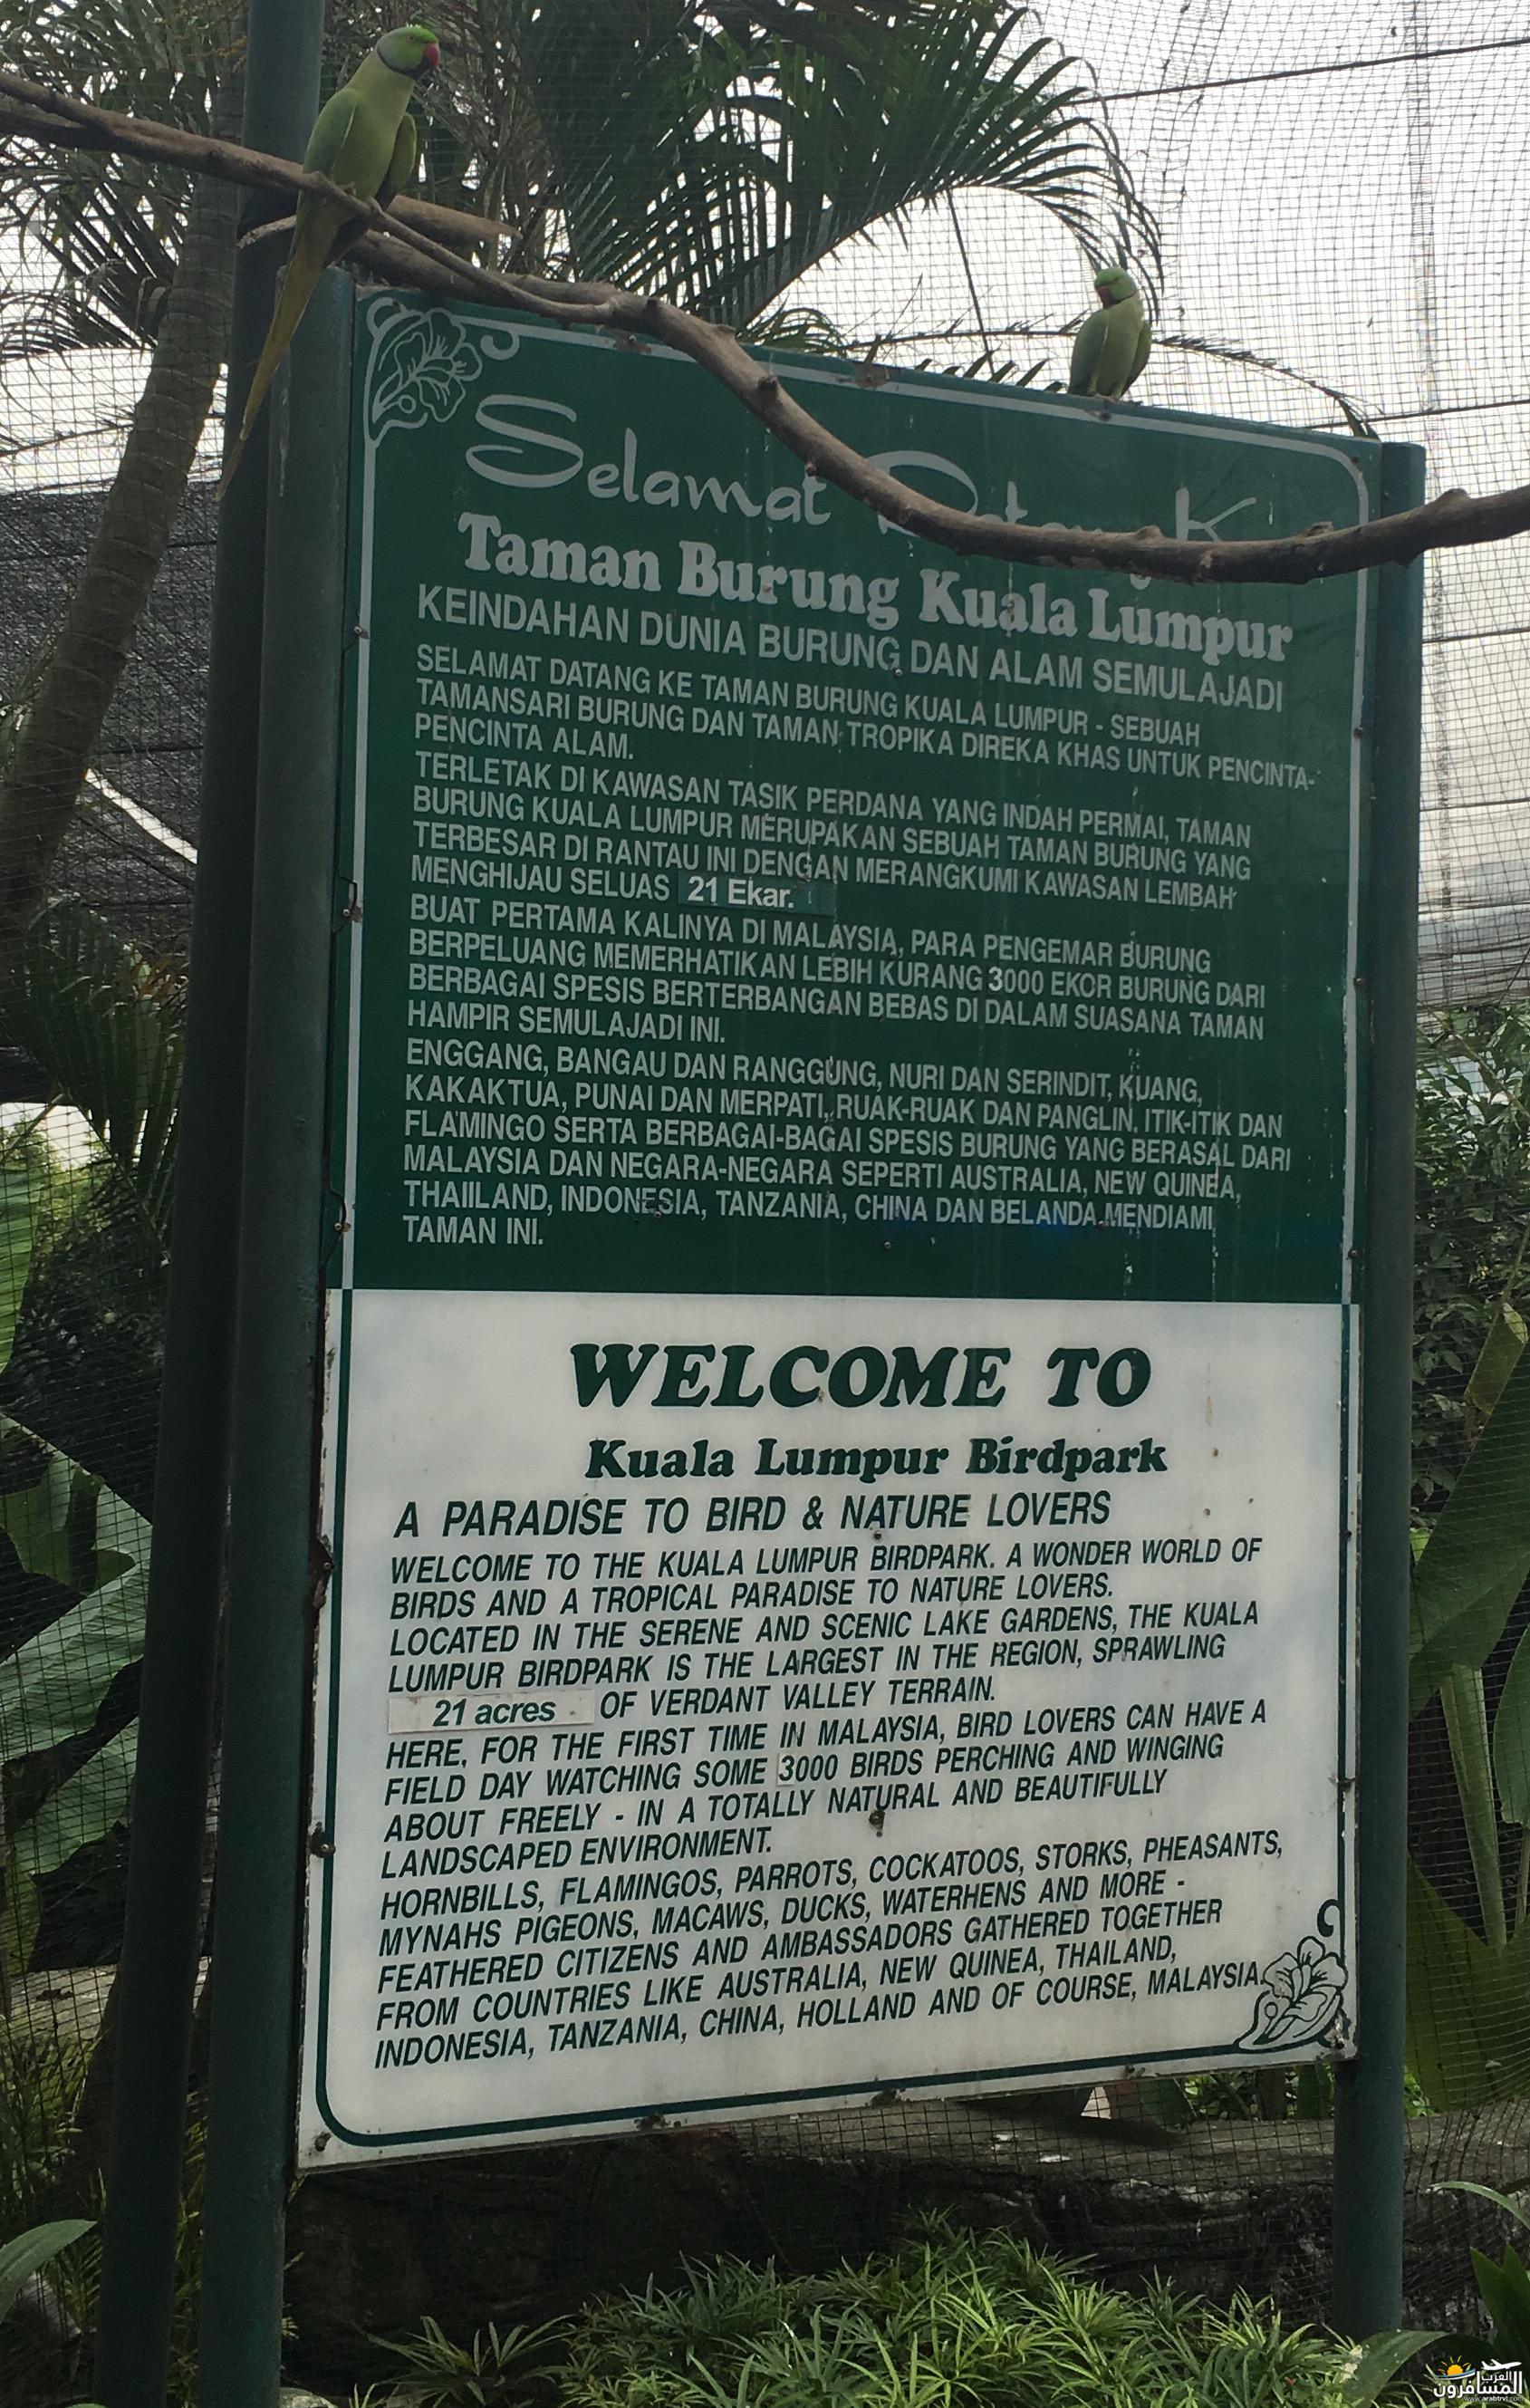 Selamat
Taman Burung Kuala Lumpur
KEINDAHAN DUNIA BURUNG DAN ALAM SEMULAJADI
SELAMAT DATANG KE TAMAN BURUNG KUALA LUMPUR - SEBUAH
TAMANSARI BURUNG DAN TAMAN TROPIKA DIREKA KHAS UNTUK PENCINTA-
PENCINTA ALAM.
TERLETAK DI KAWASAN TASIK PERDANA YANG INDAH PERMAI, TAMAN
BURUNG KUALA LUMPUR MERUPAKAN SEBUAH TAMAN BURUNG YANG
TERBESAR DI RANTAU INI DENGAN MERANGKUMI KAWASAN LEMBAH
MENGHIJAU SELUAS 21 Ekar.
BUAT PERTAMA KALINYA DI MALAYSIA, PARA PENGEMAR BURUNG
BERPELUANG MEMERHATIKAN LEBIH KURANG 3000 EKOR BURUNG DARI
BERBAGAI SPESIS BERTERBANGAN BEBAS DI DALAM SUASANA TAMAN
HAMPIR SEMULAJADI INI.
ENGGANG, BANGAU DAN RANGGUNG, NURI DAN SERINDIT, KUANG,
KAKAKTUA, PUNAI DAN MERPATI, RUAK-RUAK DAN PANGLIN, ITIK-ITIK DAN
FLAMINGO SERTA BERBAGAI-BAGAI SPESIS BURUNG YANG BERASAL DARI
MALAYSIA DAN NEGARA-NEGARA SEPERTI AUSTRALIA, NEW QUINEA,
THAIILAND, INDONESIA, TANZANIA, CHINA DAN BELANDA MENDIAMI
TAMAN INI.
WELCOME TO
Kuala Lumpur Birdpark
A PARADISE TO BIRD & NATURE LOVERS
WELCOME TO THE KUALA LUMPUR BIRDPARK. A WONDER WORLD OF
BIRDS AND A TROPICAL PARADISE TO NATURE LOVERS.
LOCATED IN THE SERENE AND SCENIC LAKE GARDENS, THE KUALA
LUMPUR BIRDPARK IS THE LARGEST IN THE REGION, SPRAWLING
21 acres OF VERDANT VALLEY TERRAIN.
HERE, FOR THE FIRST TIME IN MALAYSIA, BIRD LOVERS CAN HAVE A
FIELD DAY WATCHING SOME 3000 BIRDS PERCHING AND WINGING
ABOUT FREELY - IN A TOTALLY NATURAL AND BEAUTIFULLY
LANDSCAPED ENVIRONMENT.
HORNBILLS, FLAMINGOS, PARROTS, COCKATOOS, STORKS, PHEASANTS,
MYNAHS PIGEONS, MACAWS, DUCKS, WATERHENS AND MORE -
FEATHERED CITIZENS AND AMBASSADORS GATHERED TOGETHER
FROM COUNTRIES LIKE AUSTRALIA, NEW QUINEA, THAILAND,
INDONESIA, TANZANIA, CHINA, HOLLAND AND OF COURSE, MALAYSIA.
العرب
المسافرون
www.arabtvl.com